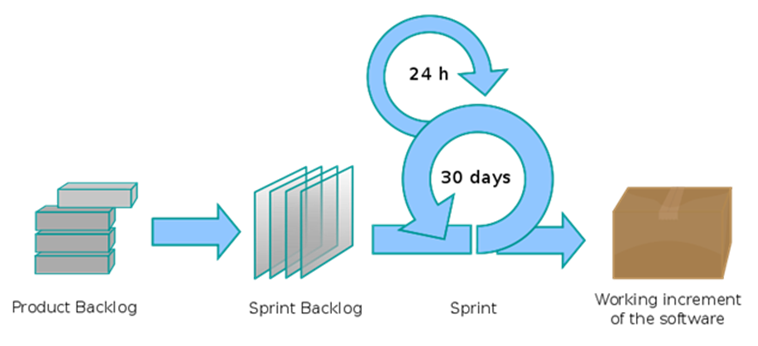 24 h
30 days
Product Backlog
Sprint Backlog
Sprint
Working increment
of the software